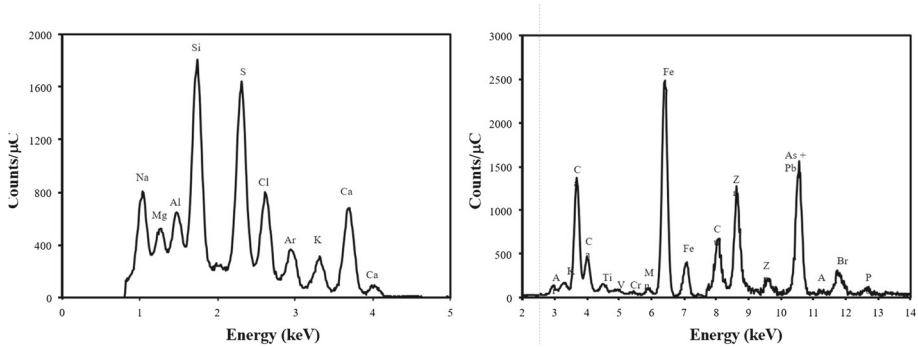 2000
1600
1200
800
400
0
Counts/μC
Na
Mg
Al
Si
S
Cl
Ar
K
Ca
Ca
0
1
2
3
4
5
Energy (keV)
3000
2500
2000
1500
1000
500
0
Counts/μC
A
K
C
C
Ti
V
Cr
M
n
Fe
Fe
C
Z
Z
As +
Pb
A
Br
P
2
3
4
5
6
7
8
9
10
11
12
13
14
Energy (keV)